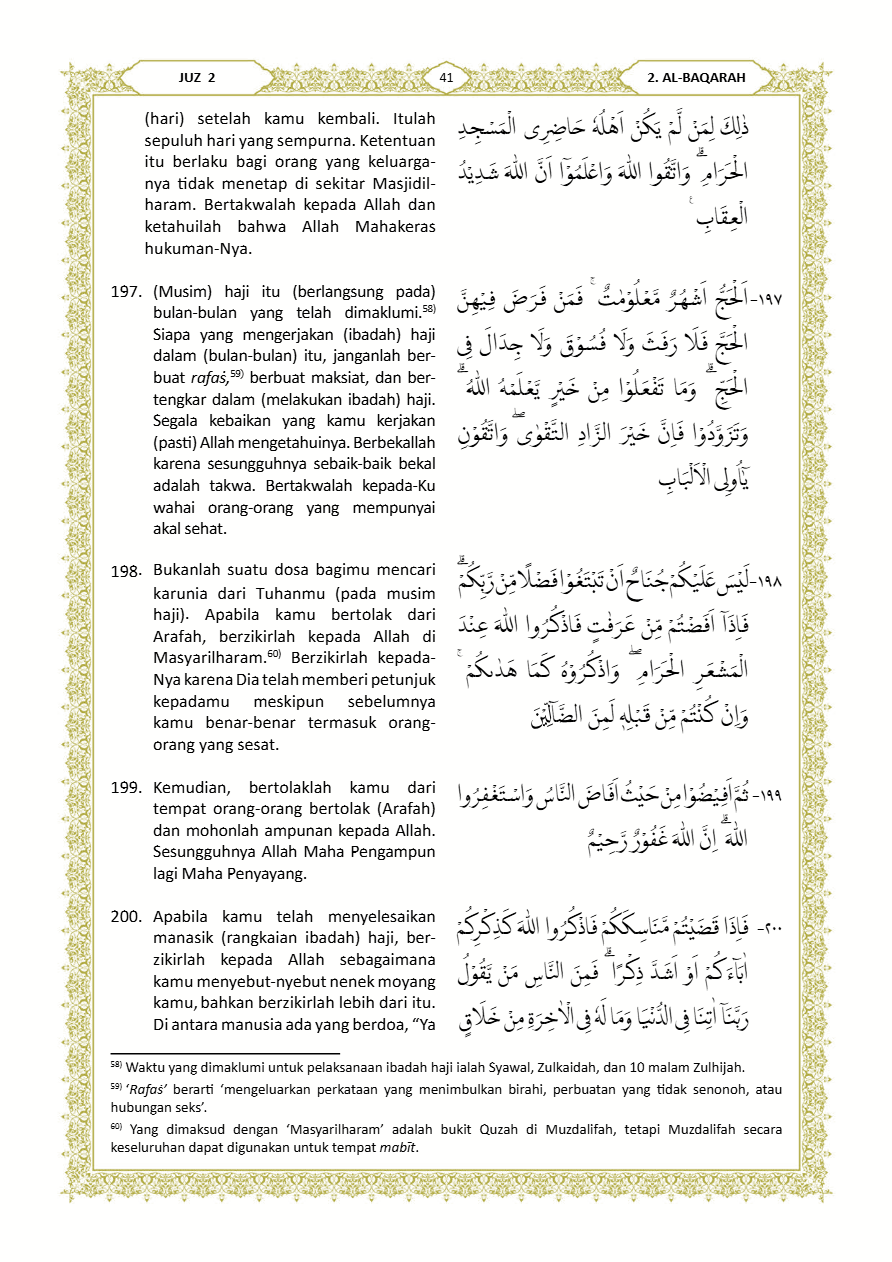 JUZ 2
41
2. AL-BAQARAH
(hari) setelah kamu kembali. Itulah
sepuluh hari yang sempurna. Ketentuan
itu berlaku bagi orang yang keluarga-
nya tidak menetap di sekitar Masjidil-
haram. Bertakwalah kepada Allah dan
ketahuilah bahwa Allah Mahakeras
hukuman-Nya.
ذٰلِكَ لِمَنْ لَّمْ يَكُنْ اَهْلُهٗ حَاضِرِى الْمَسْجِدِ
الْحَرَامِۗ وَاتَّقُوا اللّٰهَ وَاعْلَمُوْٓا اَنَّ اللّٰهَ شَدِيْدُ
الْعِقَابِ ࣖ
197. (Musim) haji itu (berlangsung pada)
bulan-bulan yang telah dimaklumi.⁵⁸⁾
Siapa yang mengerjakan (ibadah) haji
dalam (bulan-bulan) itu, janganlah ber-
buat rafaṡ,⁵⁹⁾ berbuat maksiat, dan ber-
tengkar dalam (melakukan ibadah) haji.
Segala kebaikan yang kamu kerjakan
(pasti) Allah mengetahuinya. Berbekallah
karena sesungguhnya sebaik-baik bekal
adalah takwa. Bertakwalah kepada-Ku
wahai orang-orang yang mempunyai
akal sehat.
١٩٧- اَلْحَجُّ اَشْهُرٌ مَّعْلُوْمٰتٌۚ فَمَنْ فَرَضَ فِيْهِنَّ
الْحَجَّ فَلَا رَفَثَ وَلَا فُسُوْقَ وَلَا جِدَالَ فِى
الْحَجِّۗ وَمَا تَفْعَلُوْا مِنْ خَيْرٍ يَّعْلَمْهُ اللّٰهُۗ
وَتَزَوَّدُوْا فَاِنَّ خَيْرَ الزَّادِ التَّقْوٰىۖ وَاتَّقُوْنِ
يٰٓاُولِى الْاَلْبَابِ
198. Bukanlah suatu dosa bagimu mencari
karunia dari Tuhanmu (pada musim
haji). Apabila kamu bertolak dari
Arafah, berzikirlah kepada Allah di
Masyarilharam.⁶⁰⁾ Berzikirlah kepada-
Nya karena Dia telah memberi petunjuk
kepadamu meskipun sebelumnya
kamu benar-benar termasuk orang-
orang yang sesat.
١٩٨- لَيْسَ عَلَيْكُمْ جُنَاحٌ اَنْ تَبْتَغُوْا فَضْلًا مِّنْ رَّبِّكُمْۗ
فَاِذَآ اَفَضْتُمْ مِّنْ عَرَفٰتٍ فَاذْكُرُوا اللّٰهَ عِنْدَ
الْمَشْعَرِ الْحَرَامِۖ وَاذْكُرُوْهُ كَمَا هَدٰىكُمْۚ
وَاِنْ كُنْتُمْ مِّنْ قَبْلِهٖ لَمِنَ الضَّاۤلِّيْنَ
199. Kemudian, bertolaklah kamu dari
tempat orang-orang bertolak (Arafah)
dan mohonlah ampunan kepada Allah.
Sesungguhnya Allah Maha Pengampun
lagi Maha Penyayang.
١٩٩- ثُمَّ اَفِيْضُوْا مِنْ حَيْثُ اَفَاضَ النَّاسُ وَاسْتَغْفِرُوا
اللّٰهَۗ اِنَّ اللّٰهَ غَفُوْرٌ رَّحِيْمٌ
200. Apabila kamu telah menyelesaikan
manasik (rangkaian ibadah) haji, ber-
zikirlah kepada Allah sebagaimana
kamu menyebut-nyebut nenek moyang
kamu, bahkan berzikirlah lebih dari itu.
Di antara manusia ada yang berdoa, “Ya
٢٠٠- فَاِذَا قَضَيْتُمْ مَّنَاسِكَكُمْ فَاذْكُرُوا اللّٰهَ كَذِكْرِكُمْ
اٰبَاۤءَكُمْ اَوْ اَشَدَّ ذِكْرًاۗ فَمِنَ النَّاسِ مَنْ يَّقُوْلُ
رَبَّنَآ اٰتِنَا فِى الدُّنْيَا وَمَا لَهٗ فِى الْاٰخِرَةِ مِنْ خَلَاقٍ
⁵⁸⁾ Waktu yang dimaklumi untuk pelaksanaan ibadah haji ialah Syawal, Zulkaidah, dan 10 malam Zulhijah.
⁵⁹⁾ ‘Rafaṡ’ berarti ‘mengeluarkan perkataan yang menimbulkan birahi, perbuatan yang tidak senonoh, atau
hubungan seks’.
⁶⁰⁾ Yang dimaksud dengan ‘Masyarilharam’ adalah bukit Quzah di Muzdalifah, tetapi Muzdalifah secara
keseluruhan dapat digunakan untuk tempat mabīt.